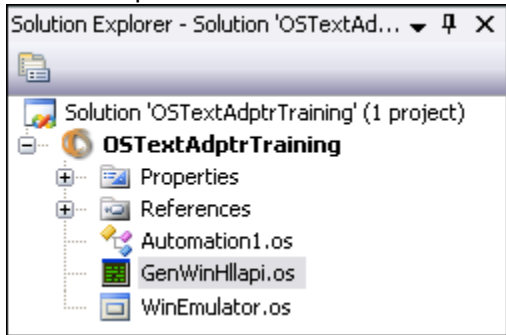 Solution Explorer - Solution 'OSTextAd...
Solution 'OSTextAdptrTraining' (1 project)
OSTextAdptrTraining
Properties
References
Automation1.os
GenWinHllapi.os
WinEmulator.os